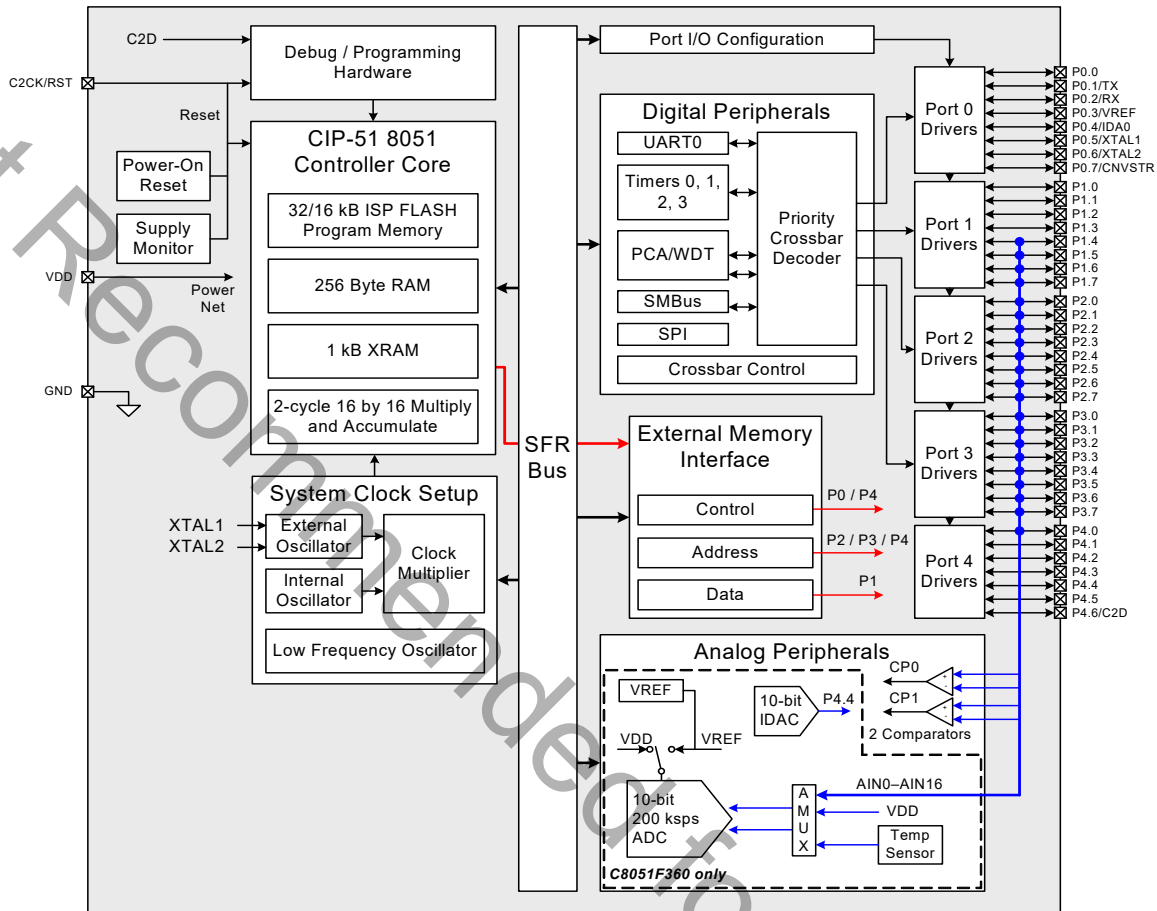 C2D
Debug / Programming
Hardware
C2CK/RST
Reset
Power-On
Reset
Supply
Monitor
VDD
Power
Net
GND
CIP-51 8051
Controller Core
32/16 kB ISP FLASH
Program Memory
256 Byte RAM
1 kB XRAM
2-cycle 16 by 16 Multiply
and Accumulate
System Clock Setup
XTAL1
XTAL2
External
Oscillator
Internal
Oscillator
Clock
Multiplier
Low Frequency Oscillator
SFR
Bus
Port I/O Configuration
Digital Peripherals
UART0
Timers 0, 1,
2, 3
PCA/WDT
SMBus
SPI
Priority
Crossbar
Decoder
Crossbar Control
External Memory
Interface
Control
P0 / P4
Address
P2 / P3 / P4
Data
P1
Port 0
Drivers
Port 1
Drivers
Port 2
Drivers
Port 3
Drivers
Port 4
Drivers
P0.0
P0.1/TX
P0.2/RX
P0.3/VREF
P0.4/IDA0
P0.5/XTAL1
P0.6/XTAL2
P0.7/CNVSTR
P1.0
P1.1
P1.2
P1.3
P1.4
P1.5
P1.6
P1.7
P2.0
P2.1
P2.2
P2.3
P2.4
P2.5
P2.6
P2.7
P3.0
P3.1
P3.2
P3.3
P3.4
P3.5
P3.6
P3.7
P4.0
P4.1
P4.2
P4.3
P4.4
P4.5
P4.6/C2D
Analog Peripherals
VREF
VDD
VREF
10-bit
IDAC
P4.4
CP0
+
-
CP1
+
-
2 Comparators
10-bit
200 ksps
ADC
A
M
U
X
AIN0–AIN16
VDD
Temp
Sensor
C8051F360 only
Recommended fo